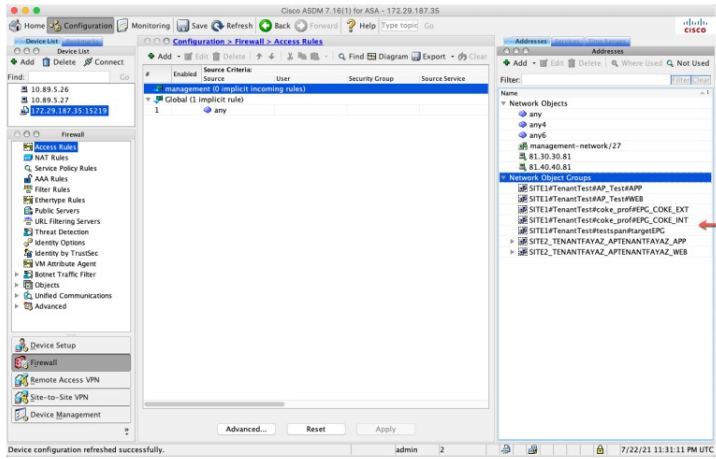 Cisco ASDM 7.16(1) for ASA - 172.29.187.35
Home Configuration Monitoring Save Refresh Back Forward Help Type topic Go
CISCO
Device List Bookmarks
Device List
Add Delete Connect
Find: Go
10.89.5.26
10.89.5.27
172.29.187.35:15219
Firewall
Access Rules
NAT Rules
Service Policy Rules
AAA Rules
Filter Rules
Ethertype Rules
Public Servers
URL Filtering Servers
Threat Detection
Identity Options
Identity by TrustSec
VM Attribute Agent
Botnet Traffic Filter
Objects
Unified Communications
Advanced
Device Setup
Firewall
Remote Access VPN
Site-to-Site VPN
Device Management
Configuration > Firewall > Access Rules
Add Edit Delete Find Diagram Export Clear
# Enabled Source Criteria:
Source User Security Group Source Service
management (0 implicit incoming rules)
Global (1 implicit rule)
1 any
Advanced... Reset Apply
Addresses Services Time Ranges
Addresses
Add Edit Delete Where Used Not Used
Filter: Filter Clear
Name
Network Objects
any
any4
any6
management-network/27
81.30.30.81
81.40.40.81
Network Object Groups
SITE1#TenantTest#AP_Test#APP
SITE1#TenantTest#AP_Test#WEB
SITE1#TenantTest#coke_prof#EPG_COKE_EXT
SITE1#TenantTest#coke_prof#EPG_COKE_INT
SITE1#TenantTest#testspan#targetEPG
SITE2_TENANTFAYAZ_APTENANTFAYAZ_APP
SITE2_TENANTFAYAZ_APTENANTFAYAZ_WEB
Device configuration refreshed successfully. admin 2 7/22/21 11:31:11 PM UTC